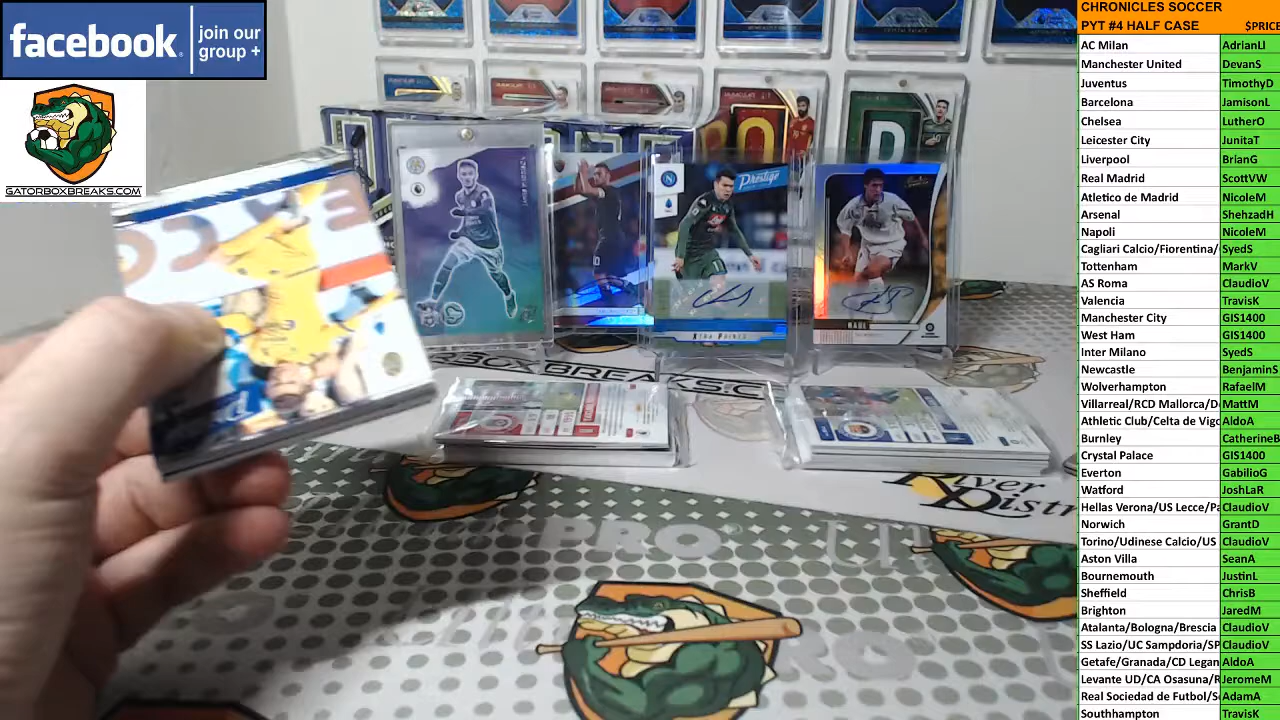 facebook. join our group +
GATORBOXBREAKS.COM
CHRONICLES SOCCER
PYT #4 HALF CASE $PRICE
AC Milan AdrianLl
Manchester United DevanS
Juventus TimothyD
Barcelona JamisonL
Chelsea LutherO
Leicester City JunitaT
Liverpool BrianG
Real Madrid ScottVW
Atletico de Madrid NicoleM
Arsenal ShehzadH
Napoli NicoleM
Cagliari Calcio/Fiorentina/ SyedS
Tottenham MarkV
AS Roma ClaudioV
Valencia TravisK
Manchester City GIS1400
West Ham GIS1400
Inter Milano SyedS
Newcastle BenjaminS
Wolverhampton RafaelM
Villarreal/RCD Mallorca/D MattM
Athletic Club/Celta de Vigo AldoA
Burnley CatherineB
Crystal Palace GIS1400
Everton GabilioG
Watford JoshLaR
Hellas Verona/US Lecce/Pa ClaudioV
Norwich GrantD
Torino/Udinese Calcio/US ClaudioV
Aston Villa SeanA
Bournemouth JustinL
Sheffield ChrisB
Brighton JaredM
Atalanta/Bologna/Brescia ClaudioV
SS Lazio/UC Sampdoria/SP ClaudioV
Getafe/Granada/CD Legan AldoA
Levante UD/CA Osasuna/R JeromeM
Real Sociedad de Futbol/S AdamA
Southhampton TravisK
Prestige
RBOXBREAKS.C
River
Distr
PRO